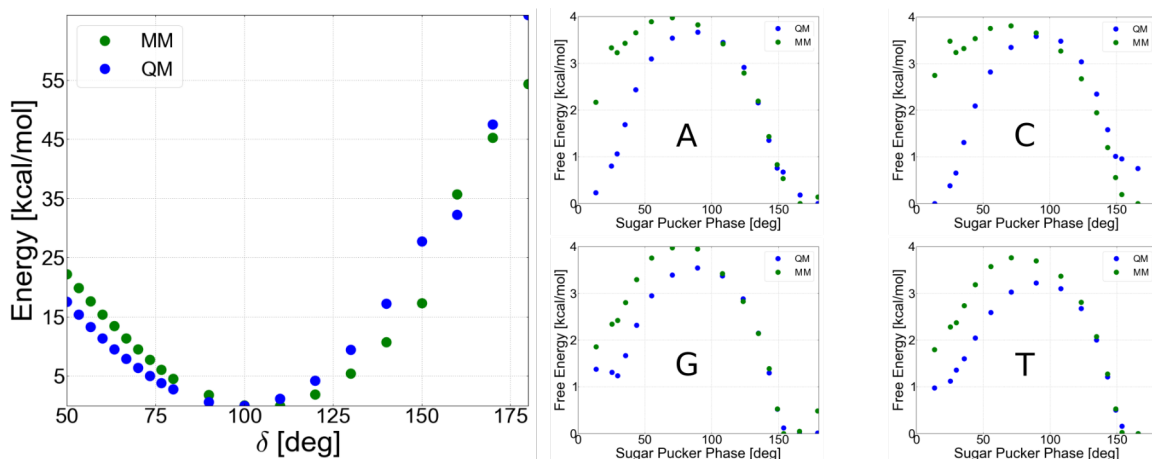 MM
QM
Energy [kcal/mol]
55
45
35
25
15
5
50 75 100 125 150 175
δ [deg]
4
3
2
1
0
Free Energy [kcal/mol]
QM
MM
A
0 50 100 150
Sugar Pucker Phase [deg]
4
3
2
1
0
Free Energy [kcal/mol]
QM
MM
C
0 50 100 150
Sugar Pucker Phase [deg]
4
3
2
1
0
Free Energy [kcal/mol]
QM
MM
G
0 50 100 150
Sugar Pucker Phase [deg]
4
3
2
1
0
Free Energy [kcal/mol]
QM
MM
T
0 50 100 150
Sugar Pucker Phase [deg]